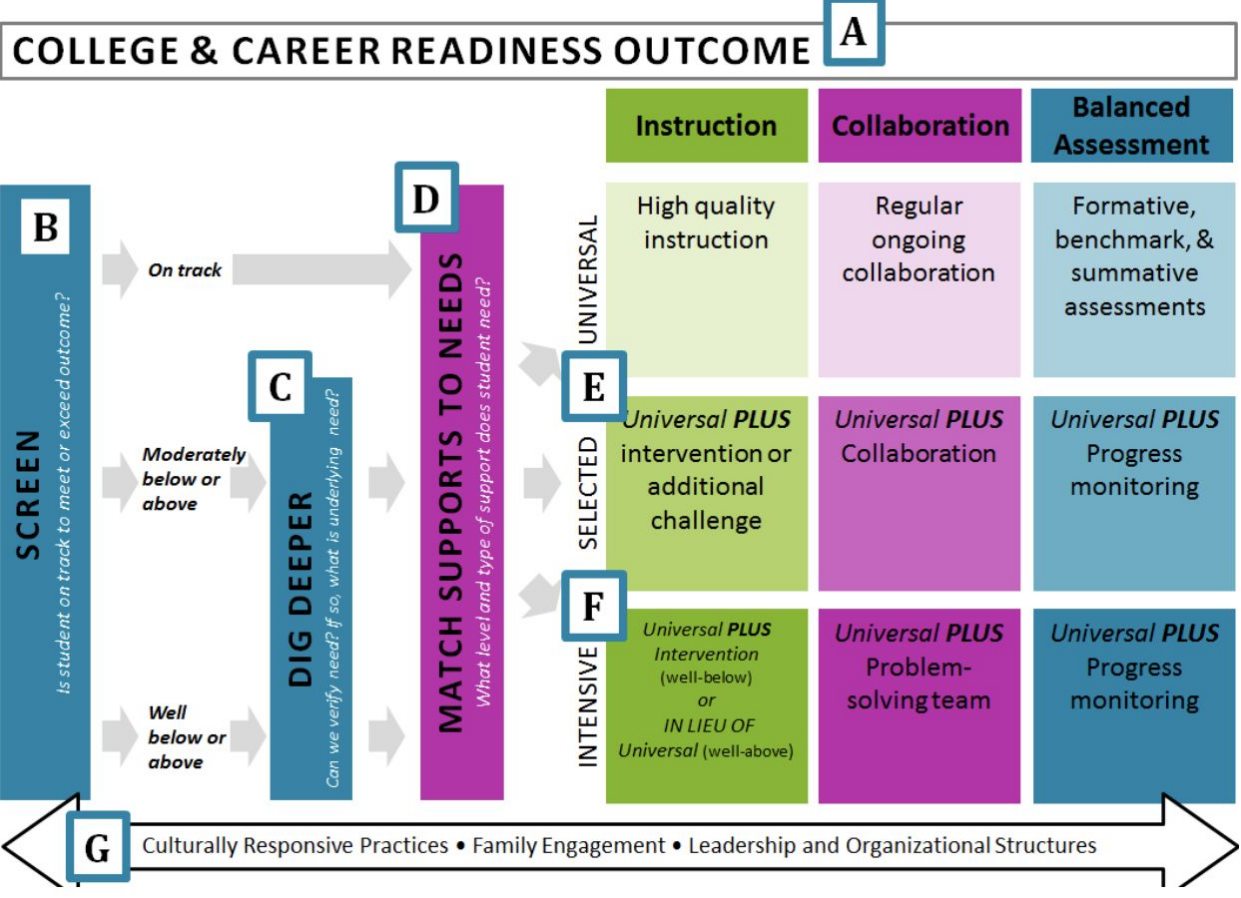 COLLEGE & CAREER READINESS OUTCOME
A
Instruction
Collaboration
Balanced
Assessment
B
SCREEN
Is student on track to meet or exceed outcome?
On track
Moderately
below or
above
Well
below or
above
C
DIG DEEPER
Can we verify need? If so, what is underlying need?
D
MATCH SUPPORTS TO NEEDS
What level and type of support does student need?
UNIVERSAL
High quality
instruction
Regular
ongoing
collaboration
Formative,
benchmark, &
summative
assessments
E
SELECTED
Universal PLUS
intervention or
additional
challenge
Universal PLUS
Collaboration
Universal PLUS
Progress
monitoring
F
INTENSIVE
Universal PLUS
Intervention
(well-below)
or
IN LIEU OF
Universal (well-above)
Universal PLUS
Problem-
solving team
Universal PLUS
Progress
monitoring
G
Culturally Responsive Practices • Family Engagement • Leadership and Organizational Structures